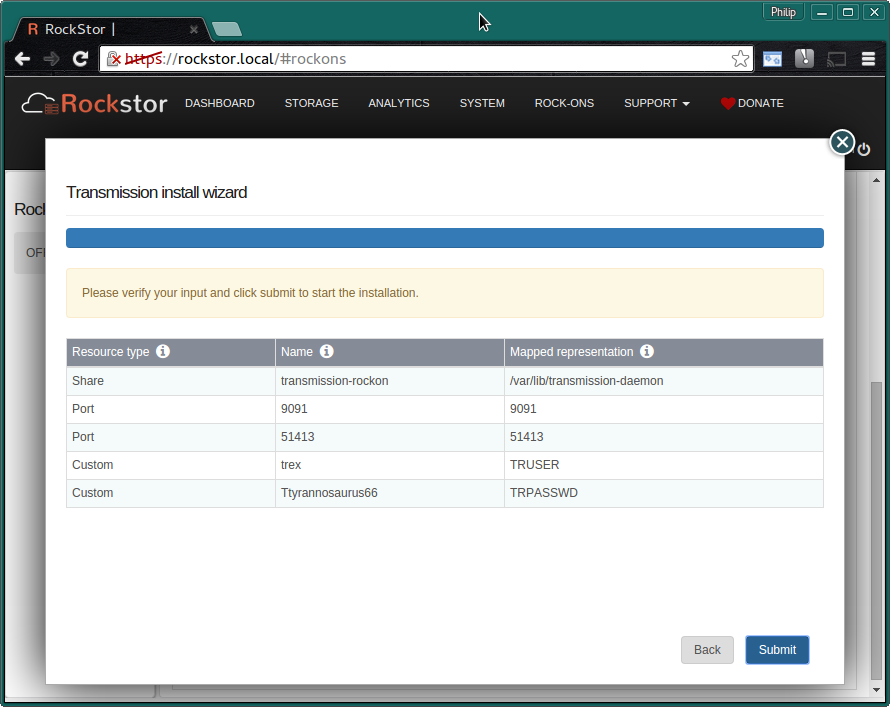 Philip
R RockStor |
https://rockstor.local/#rockons
Rockstor DASHBOARD STORAGE ANALYTICS SYSTEM ROCK-ONS SUPPORT DONATE
Transmission install wizard
Rock
OFF
Please verify your input and click submit to start the installation.
Resource type Name Mapped representation
Share transmission-rockon /var/lib/transmission-daemon
Port 9091 9091
Port 51413 51413
Custom trex TRUSER
Custom Ttyrannosaurus66 TRPASSWD
Back Submit